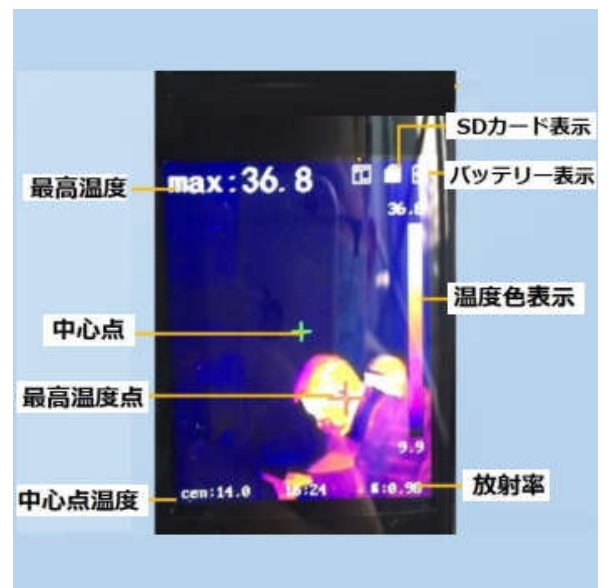 SDカード表示
max:36.8
バッテリー表示
最高温度
36.8
温度色表示
中心点
最高温度点
9.9
cen:14.0 16:24 E:0.98
放射率
中心点温度